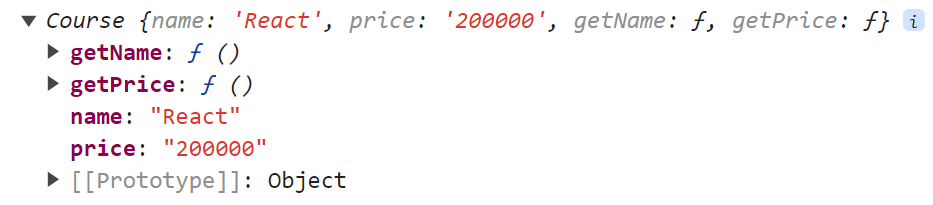 ▼ Course {name: 'React', price: '200000', getName: ƒ, getPrice: ƒ} i
▶ getName: ƒ ()
▶ getPrice: ƒ ()
name: "React"
price: "200000"
▶ [[Prototype]]: Object